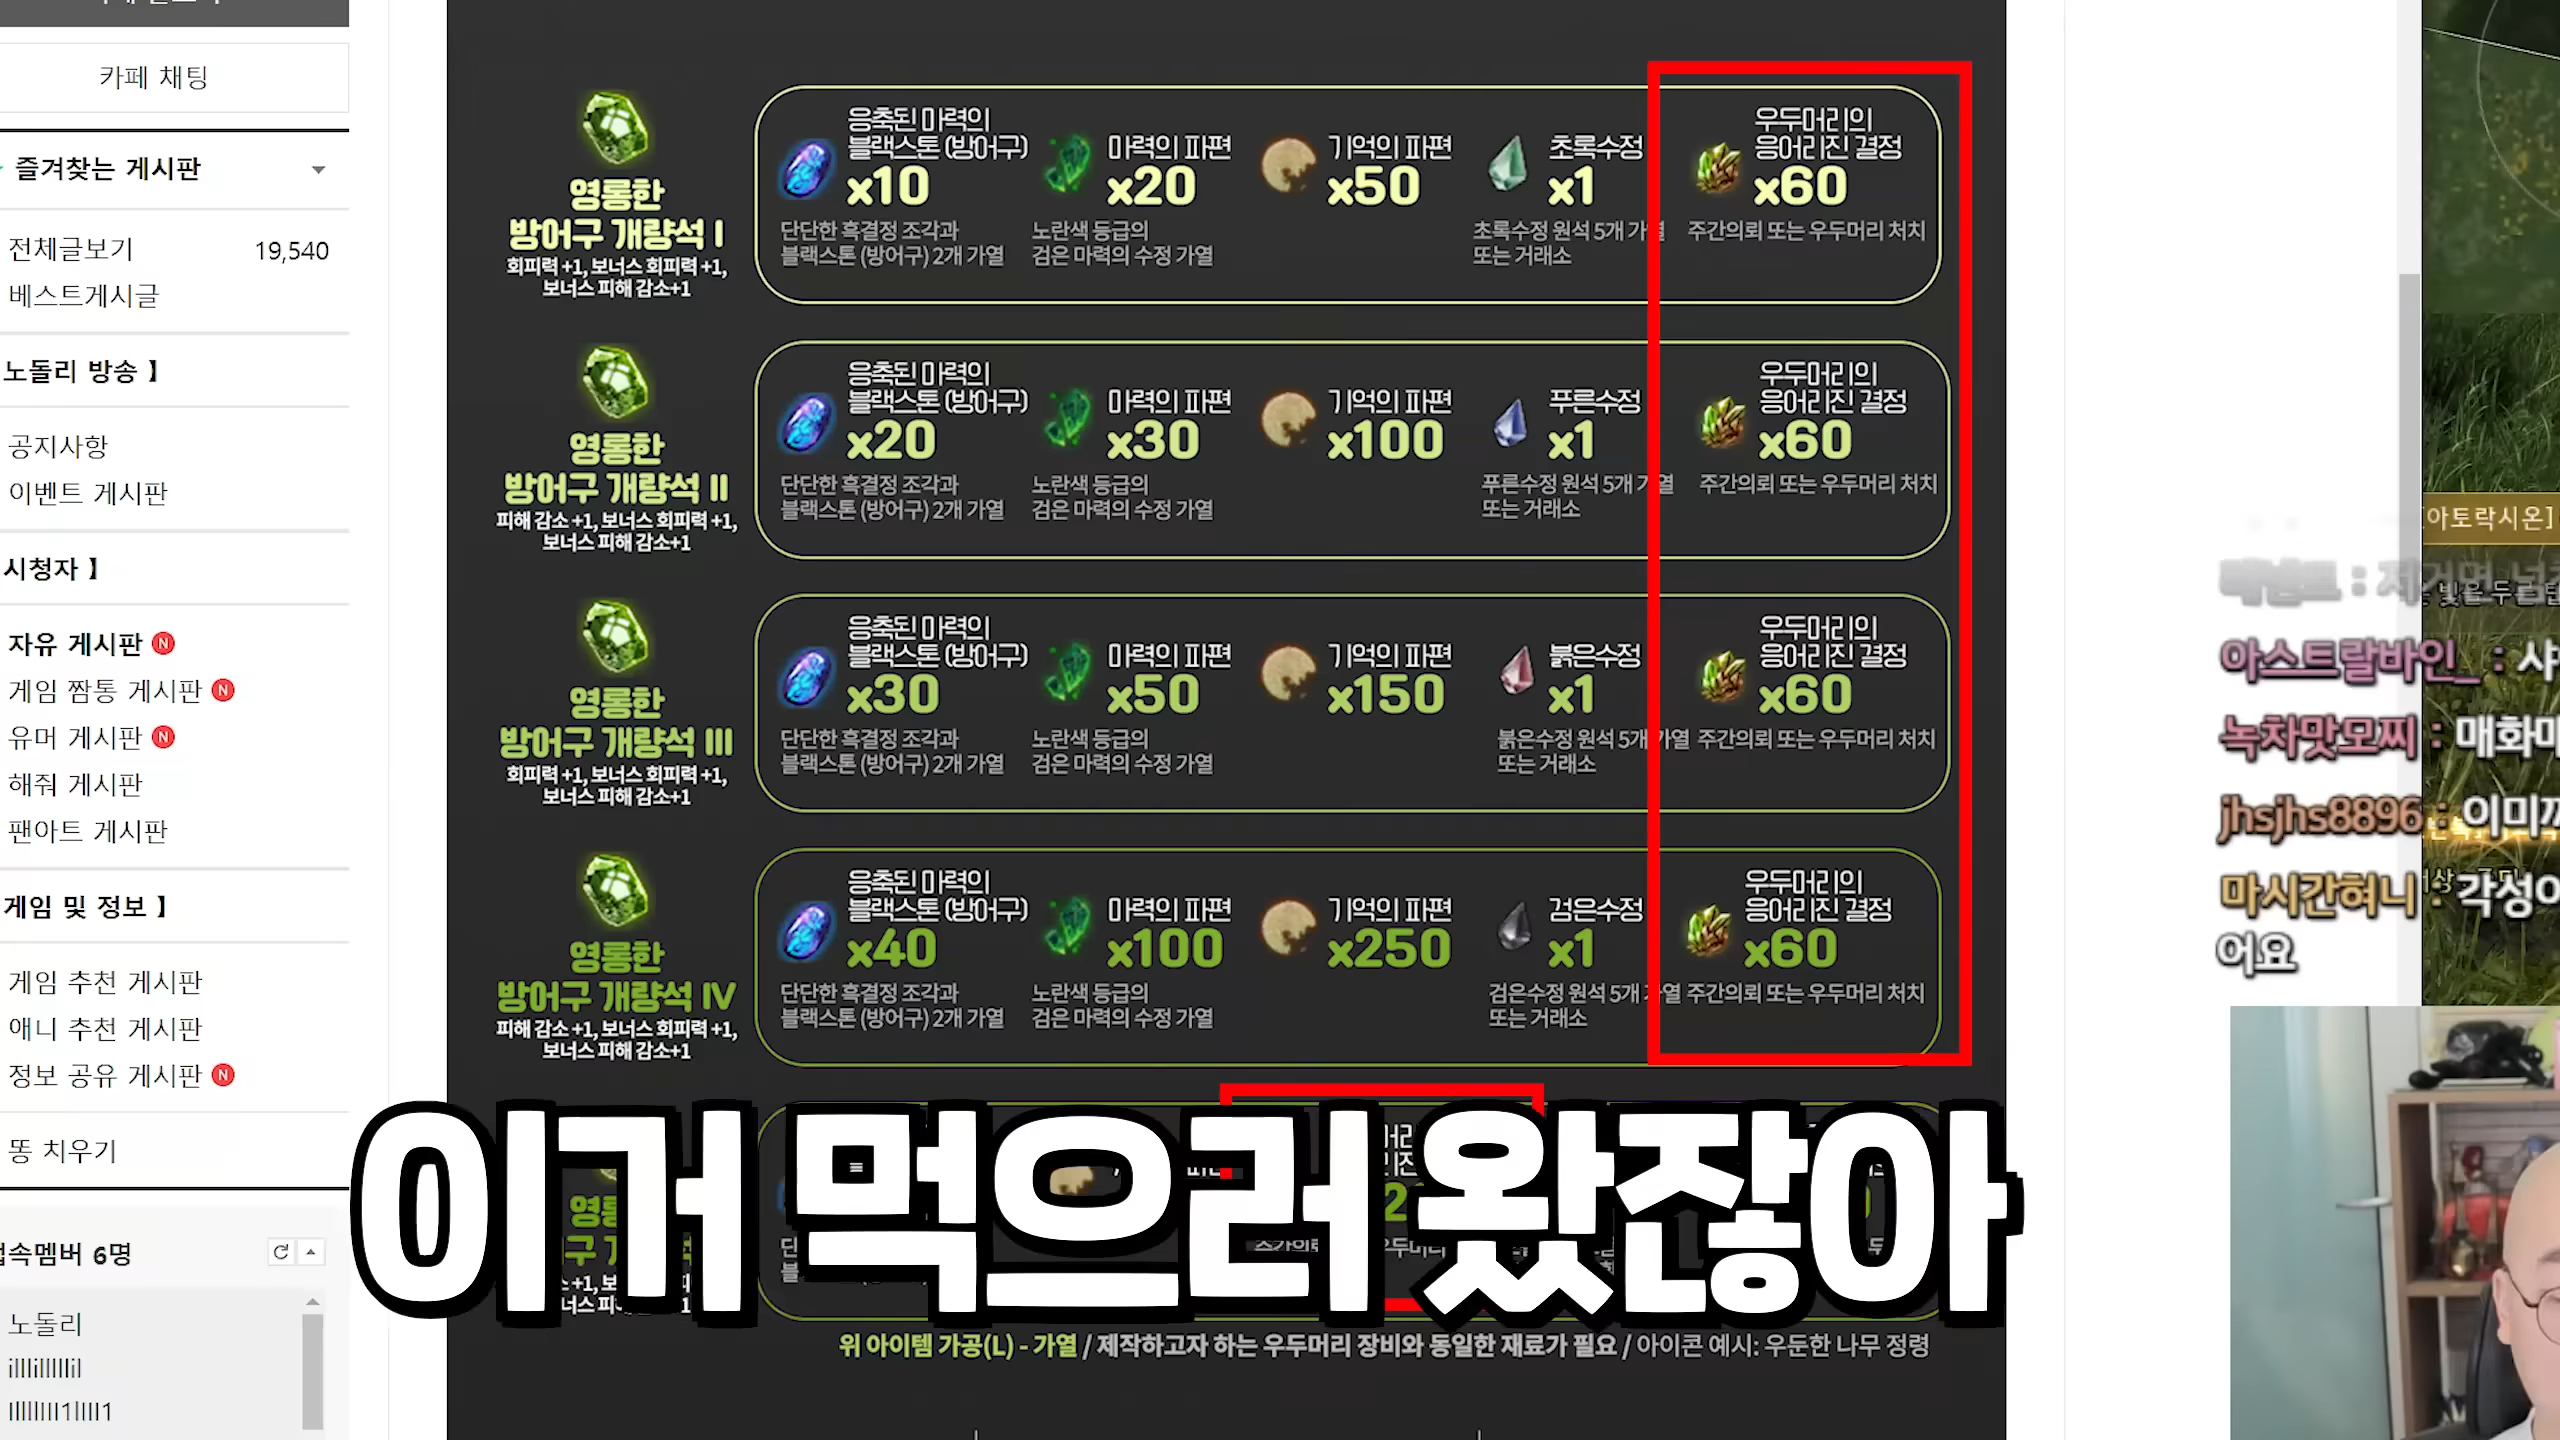 카페 채팅
즐겨찾는 게시판
전체글보기 19,540
베스트게시글
노돌리 방송 】
공지사항
이벤트 게시판
시청자 】
자유 게시판 N
게임 짬통 게시판 N
유머 게시판 N
해줘 게시판
팬아트 게시판
게임 및 정보 】
게임 추천 게시판
애니 추천 게시판
정보 공유 게시판 N
똥 치우기
속멤버 6명
노돌리
영롱한
방어구 개량석 I
회피력 +1, 보너스 회피력 +1,
보너스 피해 감소+1
응축된 마력의
블랙스톤 (방어구)
x10
단단한 흑결정 조각과
블랙스톤 (방어구) 2개 가열
마력의 파편
x20
노란색 등급의
검은 마력의 수정 가열
기억의 파편
x50
초록수정
x1
초록수정 원석 5개 가열
또는 거래소
우두머리의
응어리진 결정
x60
주간의뢰 또는 우두머리 처치
영롱한
방어구 개량석 II
피해 감소 +1, 보너스 회피력 +1,
보너스 피해 감소+1
응축된 마력의
블랙스톤 (방어구)
x20
단단한 흑결정 조각과
블랙스톤 (방어구) 2개 가열
마력의 파편
x30
노란색 등급의
검은 마력의 수정 가열
기억의 파편
x100
푸른수정
x1
푸른수정 원석 5개 가열
또는 거래소
우두머리의
응어리진 결정
x60
주간의뢰 또는 우두머리 처치
영롱한
방어구 개량석 III
회피력 +1, 보너스 회피력 +1,
보너스 피해 감소+1
응축된 마력의
블랙스톤 (방어구)
x30
단단한 흑결정 조각과
블랙스톤 (방어구) 2개 가열
마력의 파편
x50
노란색 등급의
검은 마력의 수정 가열
기억의 파편
x150
붉은수정
x1
붉은수정 원석 5개 가열
또는 거래소
우두머리의
응어리진 결정
x60
주간의뢰 또는 우두머리 처치
영롱한
방어구 개량석 IV
피해 감소 +1, 보너스 회피력 +1,
보너스 피해 감소+1
응축된 마력의
블랙스톤 (방어구)
x40
단단한 흑결정 조각과
블랙스톤 (방어구) 2개 가열
마력의 파편
x100
노란색 등급의
검은 마력의 수정 가열
기억의 파편
x250
검은수정
x1
검은수정 원석 5개 가열
또는 거래소
우두머리의
응어리진 결정
x60
주간의뢰 또는 우두머리 처치
이거 먹으러 왔잖아
위 아이템 가공(L) - 가열 / 제작하고자 하는 우두머리 장비와 동일한 재료가 필요 / 아이콘 예시: 우둔한 나무 정령
[아토락시온]
아스트랄바인_ : 샤
녹차맛모찌 : 매화
jhsjhs8896 : 이미
마시간혀니 : 각성
어요